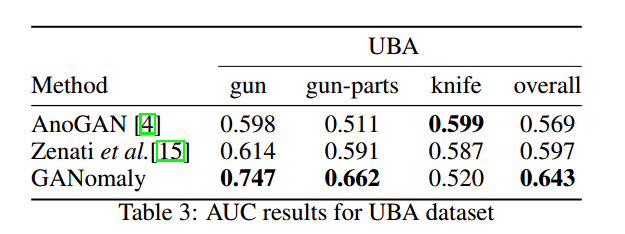 UBA
Method gun gun-parts knife overall
AnoGAN [4] 0.598 0.511 0.599 0.569
Zenati et al.[15] 0.614 0.591 0.587 0.597
GANomaly 0.747 0.662 0.520 0.643
Table 3: AUC results for UBA dataset